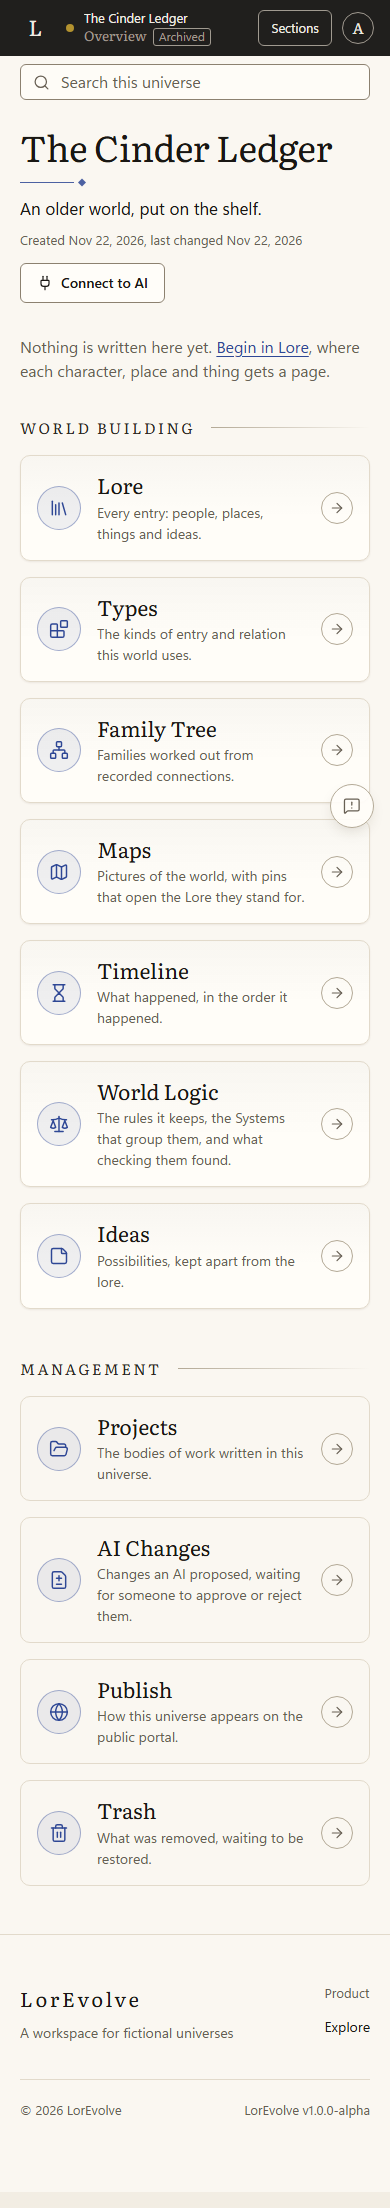 L
The Cinder Ledger
Overview Archived
Sections
A
Search this universe
The Cinder Ledger
An older world, put on the shelf.
Created Nov 22, 2026, last changed Nov 22, 2026
Connect to AI
Nothing is written here yet. Begin in Lore, where
each character, place and thing gets a page.
WORLD BUILDING
Lore
Every entry: people, places,
things and ideas.
Types
The kinds of entry and relation
this world uses.
Family Tree
Families worked out from
recorded connections.
Maps
Pictures of the world, with pins
that open the Lore they stand for.
Timeline
What happened, in the order it
happened.
World Logic
The rules it keeps, the Systems
that group them, and what
checking them found.
Ideas
Possibilities, kept apart from the
lore.
MANAGEMENT
Projects
The bodies of work written in this
universe.
AI Changes
Changes an AI proposed, waiting
for someone to approve or reject
them.
Publish
How this universe appears on the
public portal.
Trash
What was removed, waiting to be
restored.
LorEvolve
A workspace for fictional universes
Product
Explore
© 2026 LorEvolve
LorEvolve v1.0.0-alpha